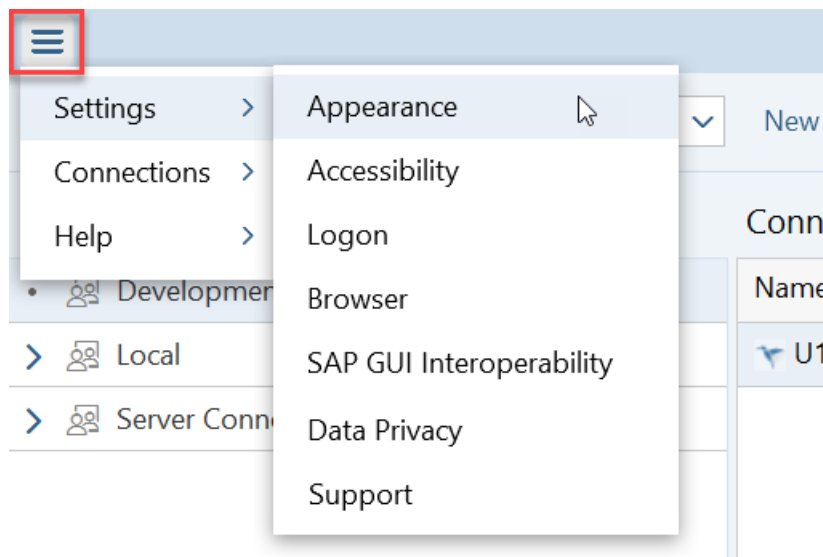 Settings
Connections
Help
Appearance
Accessibility
Logon
Browser
SAP GUI Interoperability
Data Privacy
Support
New
Conn
Name
U1
Developmen
Local
Server Conne